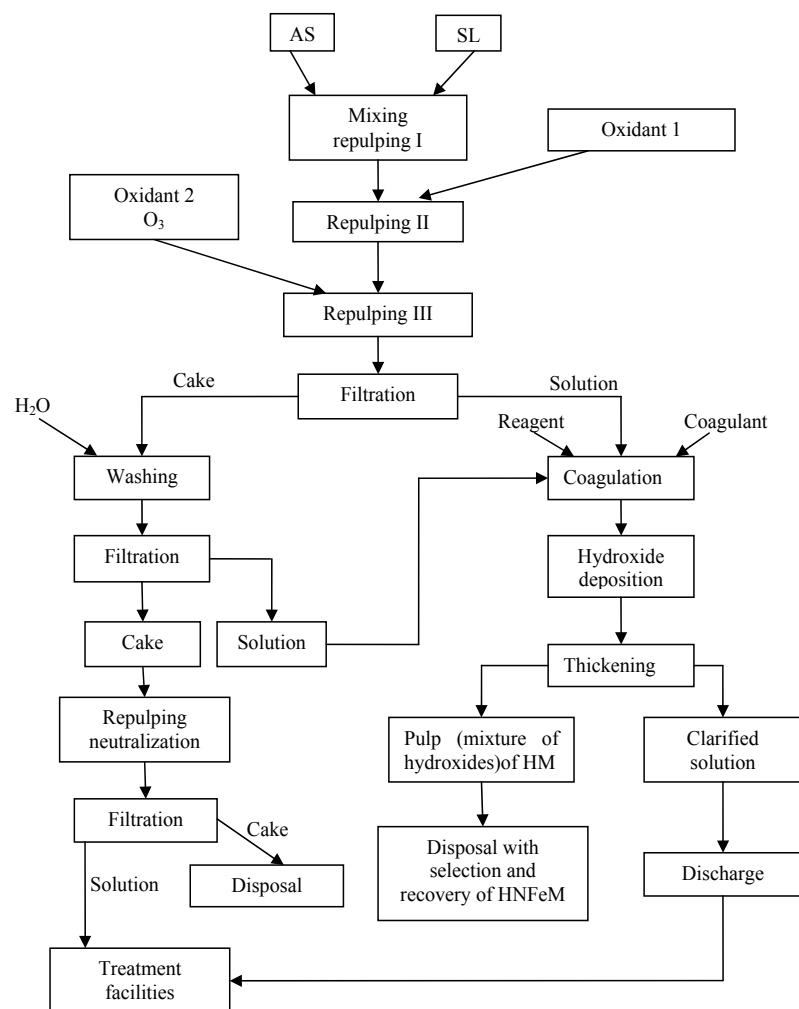 AS
SL
Mixing
repulping I
Oxidant 1
Oxidant 2
O₃
Repulping II
Repulping III
Cake
Filtration
Solution
H₂O
Reagent
Coagulant
Washing
Coagulation
Filtration
Hydroxide
deposition
Cake
Solution
Thickening
Repulping
neutralization
Pulp (mixture of
hydroxides)of HM
Clarified
solution
Filtration
Cake
Disposal with
selection and
recovery of HNFeM
Solution
Disposal
Discharge
Treatment
facilities